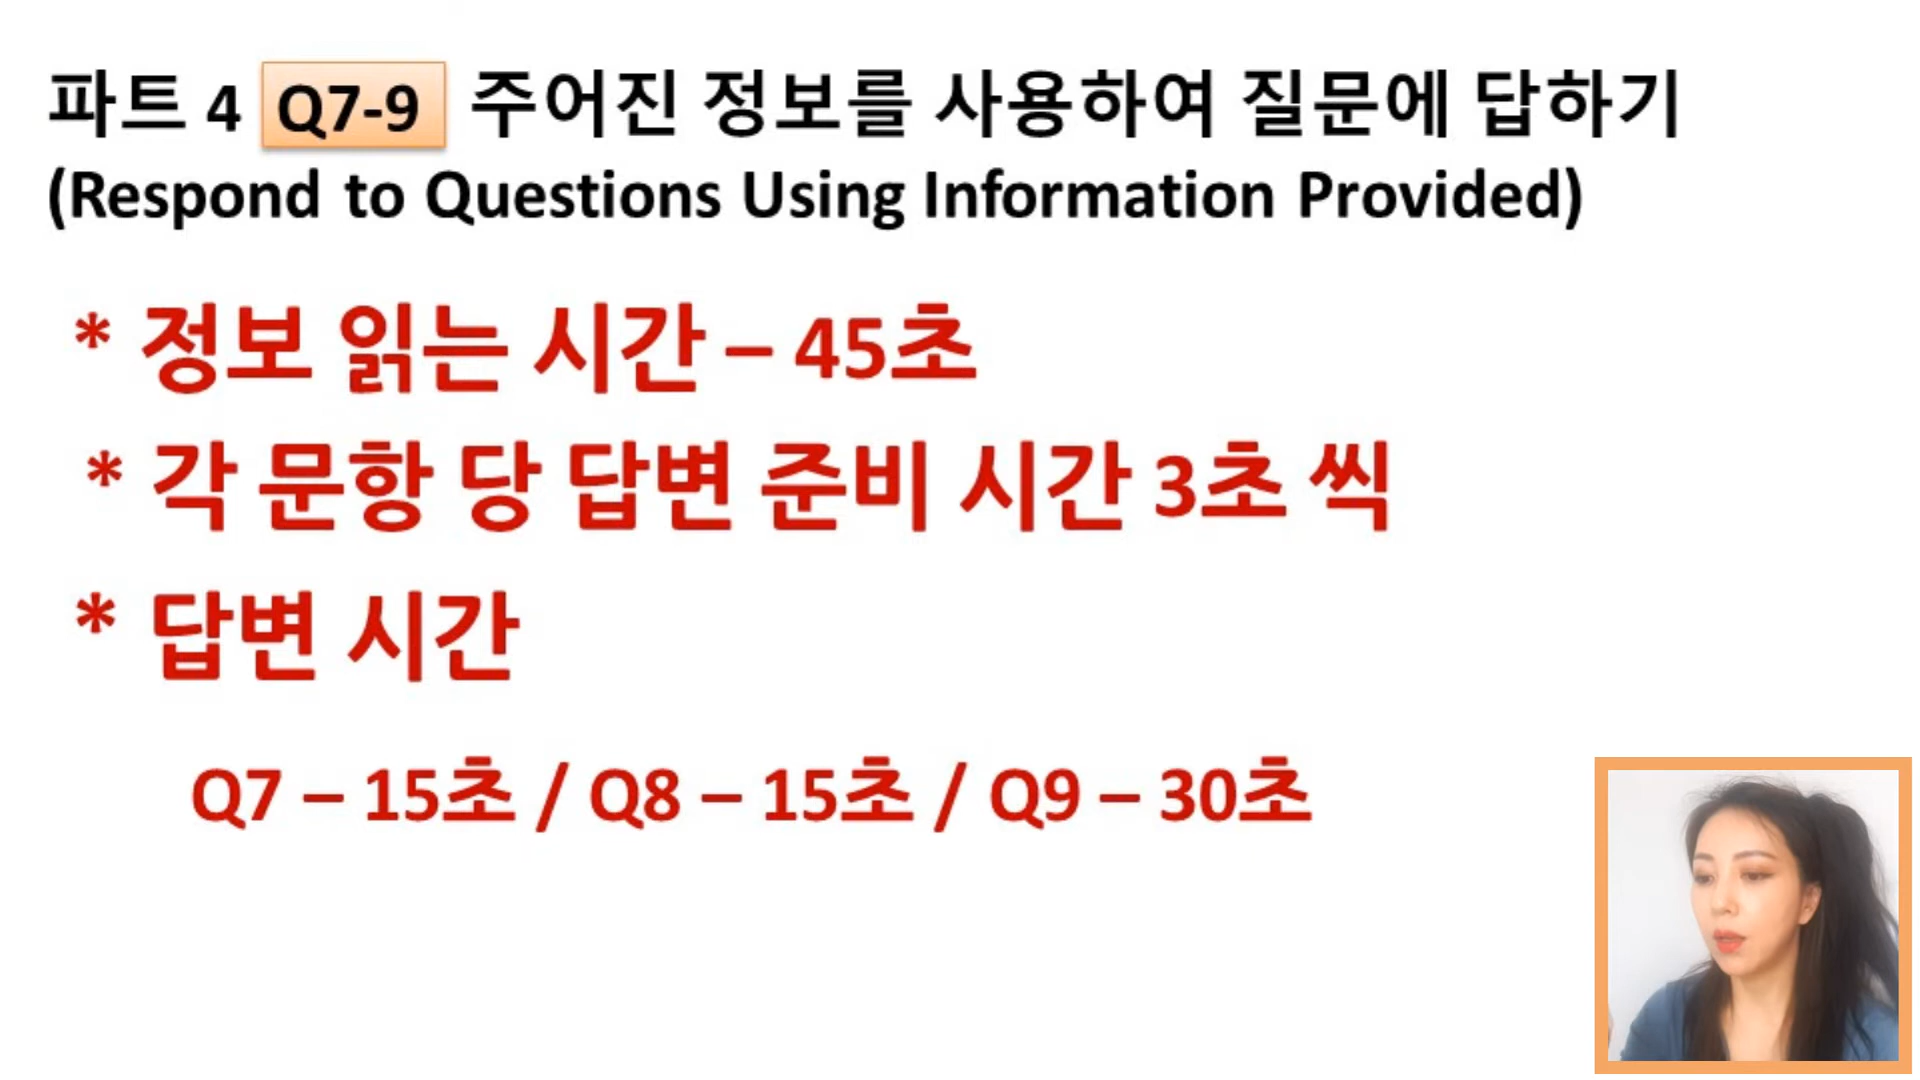 파트 4 Q7-9 주어진 정보를 사용하여 질문에 답하기
(Respond to Questions Using Information Provided)
* 정보 읽는 시간 – 45초
* 각 문항 당 답변 준비 시간 3초 씩
* 답변 시간
Q7 – 15초 / Q8 – 15초 / Q9 – 30초